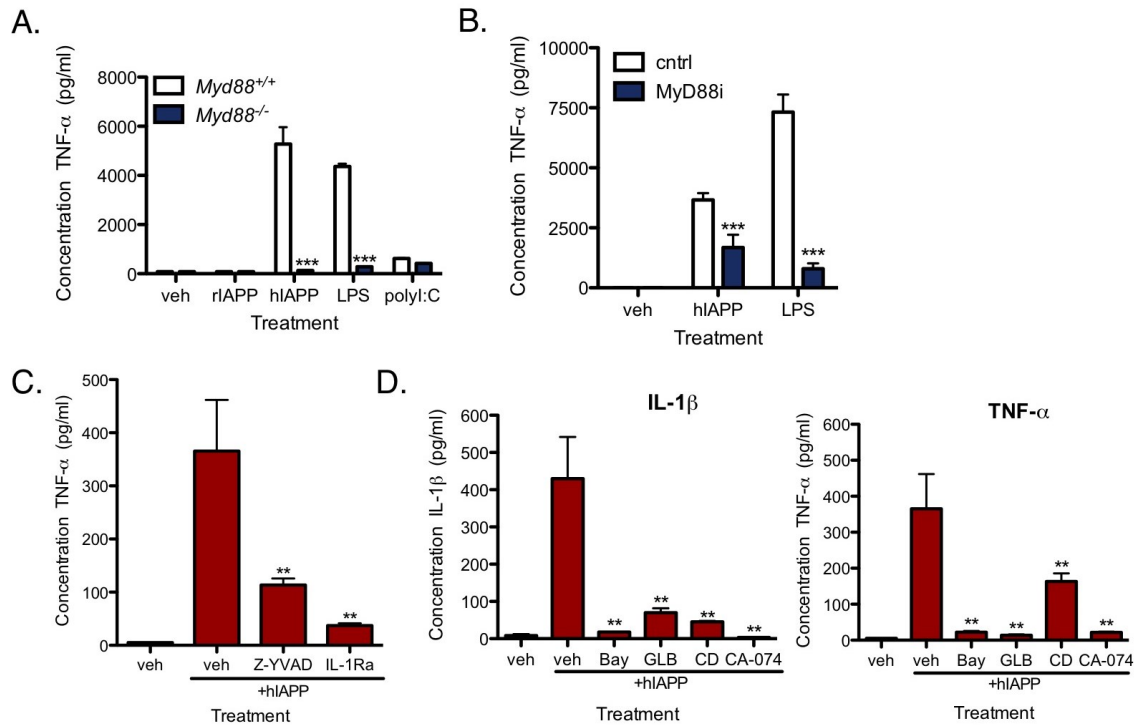 A.
Concentration TNF-α (pg/ml)
8000
6000
4000
2000
0
Myd88+/+
Myd88-/-
***
***
veh rIAPP hIAPP LPS polyI:C
Treatment
B.
Concentration TNF-α (pg/ml)
10000
7500
5000
2500
0
cntrl
MyD88i
***
***
veh hIAPP LPS
Treatment
C.
Concentration TNF-α (pg/ml)
500
400
300
200
100
0
**
**
veh veh Z-YVAD IL-1Ra
+hIAPP
Treatment
D.
IL-1β
Concentration IL-1β (pg/ml)
600
500
400
300
200
100
0
**
**
**
**
veh veh Bay GLB CD CA-074
+hIAPP
Treatment
TNF-α
Concentration TNF-α (pg/ml)
600
500
400
300
200
100
0
**
**
**
**
veh veh Bay GLB CD CA-074
+hIAPP
Treatment